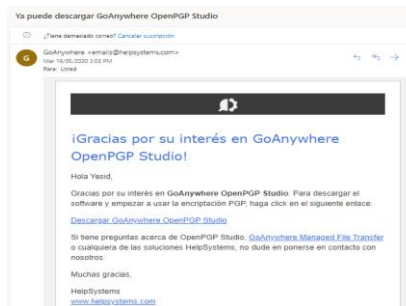 Ya puede descargar GoAnywhere OpenPGP Studio
¿Tiene demasiado correo? Cancelar suscripción
G
GoAnywhere <emails@helpsystems.com>
Mar 19/05/2020 3:03 PM
Para: Usted
¡Gracias por su interés en GoAnywhere
OpenPGP Studio!
Hola Yesid,
Gracias por su interés en GoAnywhere OpenPGP Studio. Para descargar el
software y empezar a usar la encriptación PGP, haga click en el siguiente enlace:
Descargar GoAnywhere OpenPGP Studio
Si tiene preguntas acerca de OpenPGP Studio, GoAnywhere Managed File Transfer
o cualquiera de las soluciones HelpSystems, no dude en ponerse en contacto con
nosotros.
Muchas gracias,
HelpSystems
www.helpsystems.com